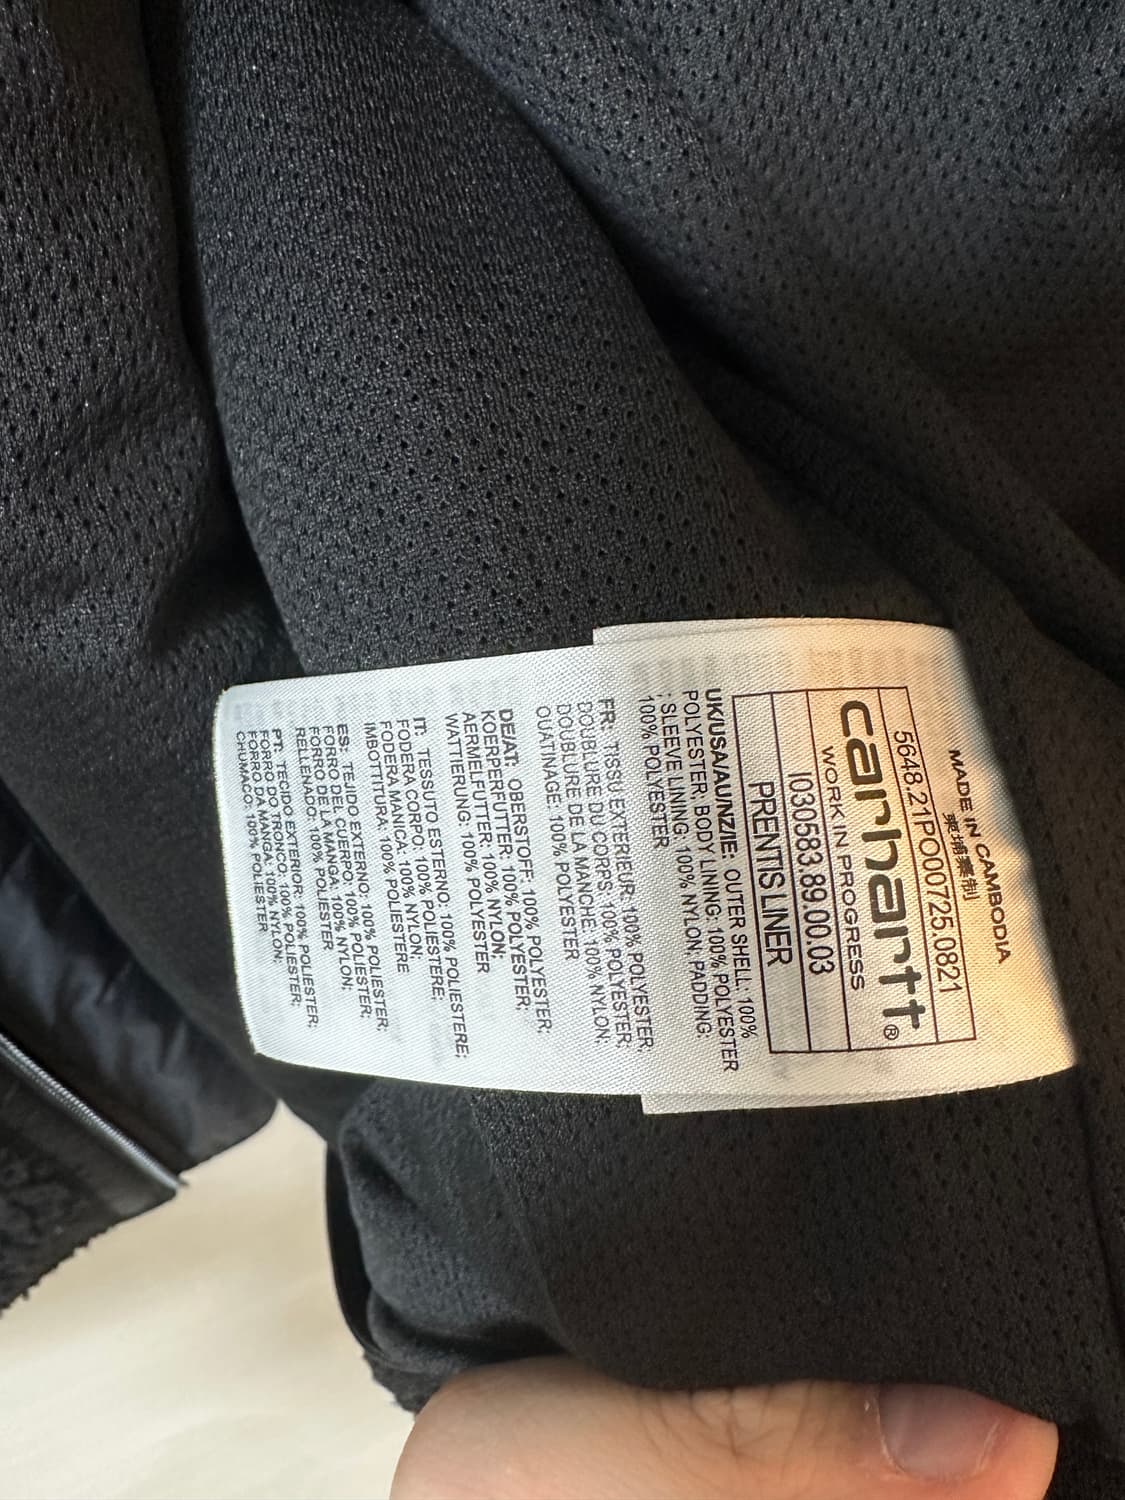 MADE IN CAMBODIA
柬埔寨制
5648.21PO00725.0821
carhartt®
WORK IN PROGRESS
I030583.89.00.03
PRENTIS LINER
UK/USA/AUNZ/IE: OUTER SHELL: 100%
POLYESTER, BODY LINING: 100% POLYESTER
; SLEEVE LINING: 100% NYLON; PADDING:
100% POLYESTER
FR: TISSU EXTERIEUR: 100% POLYESTER;
DOUBLURE DU CORPS: 100% POLYESTER;
DOUBLURE DE LA MANCHE: 100% NYLON;
OUATINAGE: 100% POLYESTER
DE/AT: OBERSTOFF: 100% POLYESTER;
KOERPERFUTTER: 100% POLYESTER;
AERMELFUTTER: 100% NYLON;
WATTIERUNG: 100% POLYESTER
IT: TESSUTO ESTERNO: 100% POLIESTERE;
FODERA CORPO: 100% POLIESTERE;
FODERA MANICA: 100% NYLON;
IMBOTTITURA: 100% POLIESTERE
ES: TEJIDO EXTERNO: 100% POLIESTER;
FORRO DEL CUERPO: 100% POLIESTER;
FORRO DE LA MANGA: 100% NYLON;
RELLENADO: 100% POLIESTER
PT: TECIDO EXTERIOR: 100% POLIESTER;
FORRO DO TRONCO: 100% POLIESTER;
FORRO DA MANGA: 100% NYLON;
CHUMACO: 100% POLIESTER